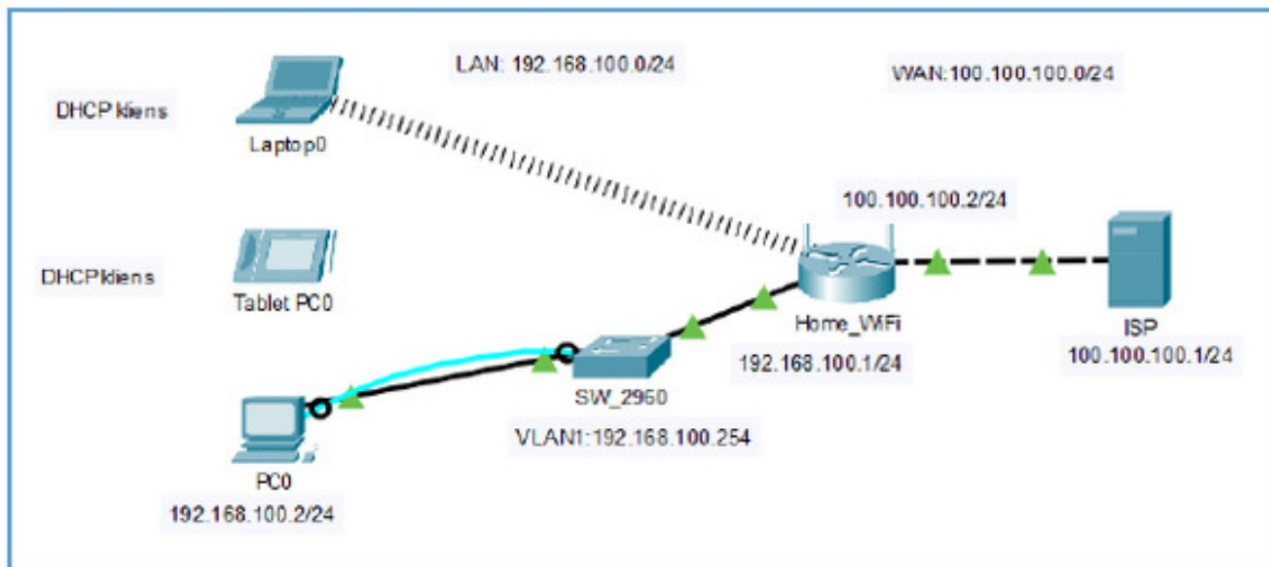 LAN: 192.168.100.0/24
WAN:100.100.100.0/24
DHCP kliens
Laptop0
100.100.100.2/24
DHCP kliens
Tablet PC0
Home_WiFi
ISP
192.168.100.1/24
100.100.100.1/24
SW_2960
VLAN1:192.168.100.254
PC0
192.168.100.2/24